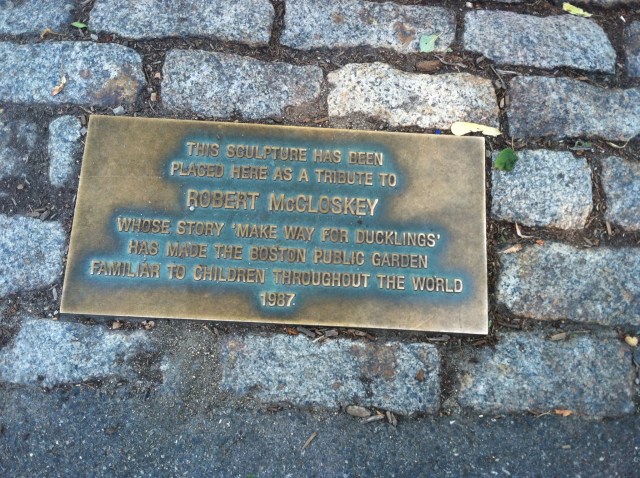 THIS SCULPTURE HAS BEEN
PLACED HERE AS A TRIBUTE TO
ROBERT McCLOSKEY
WHOSE STORY 'MAKE WAY FOR DUCKLINGS'
HAS MADE THE BOSTON PUBLIC GARDEN
FAMILIAR TO CHILDREN THROUGHOUT THE WORLD
1987